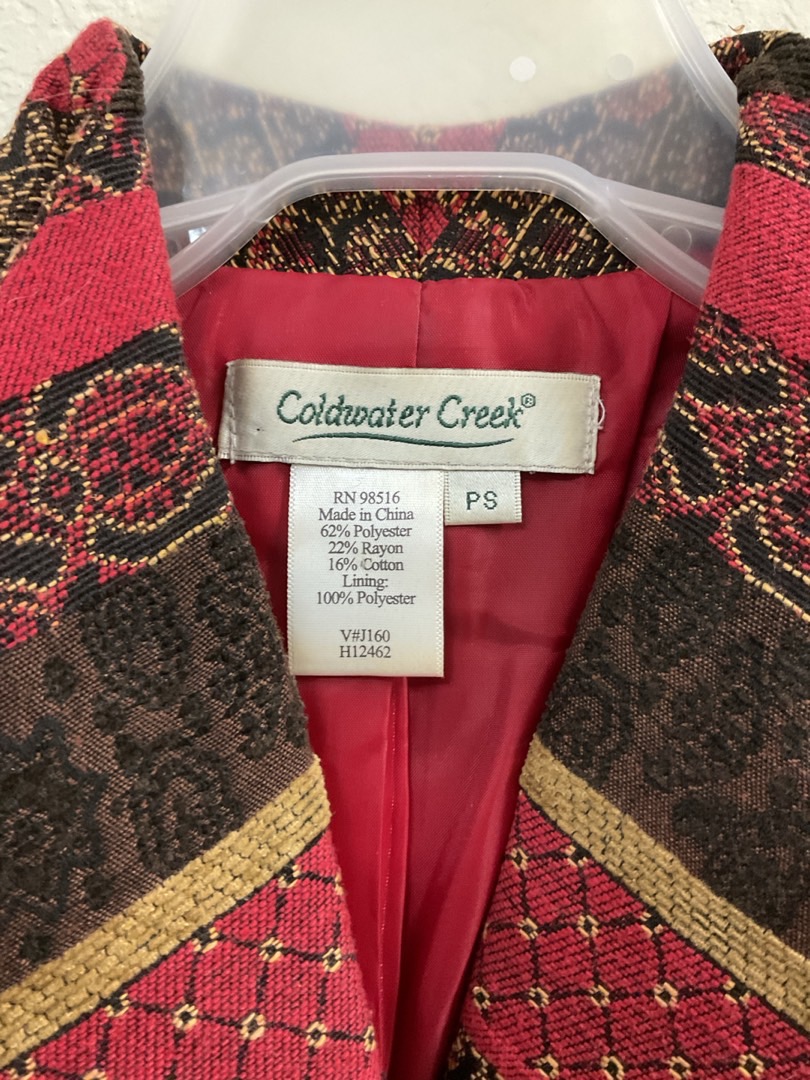 Coldwater Creek®
RN 98516
Made in China
62% Polyester
22% Rayon
16% Cotton
Lining:
100% Polyester
V#J160
H12462
PS